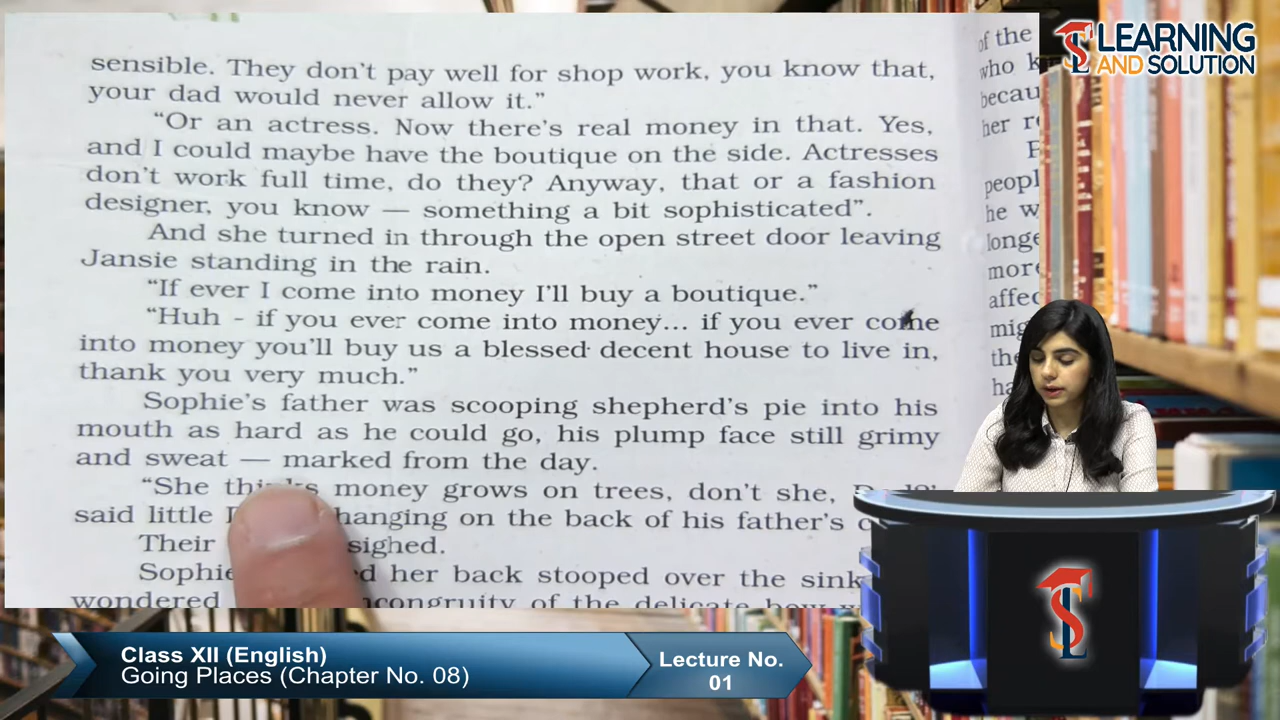 sensible. They don't pay well for shop work, you know that,
your dad would never allow it."
"Or an actress. Now there's real money in that. Yes,
and I could maybe have the boutique on the side. Actresses
don't work full time, do they? Anyway, that or a fashion
designer, you know — something a bit sophisticated".
And she turned in through the open street door leaving
Jansie standing in the rain.
"If ever I come into money I'll buy a boutique."
"Huh - if you ever come into money... if you ever come
into money you'll buy us a blessed decent house to live in,
thank you very much."
Sophie's father was scooping shepherd's pie into his
mouth as hard as he could go, his plump face still grimy
and sweat — marked from the day.
"She thinks money grows on trees, don't she,
said little hanging on the back of his father's
Their sighed.
her back stooped over the sink
wondered incongruity of the delicate bow
of the
who
her
more
the
LEARNING
AND SOLUTION
Class XII (English)
Going Places (Chapter No. 08)
Lecture No.
01